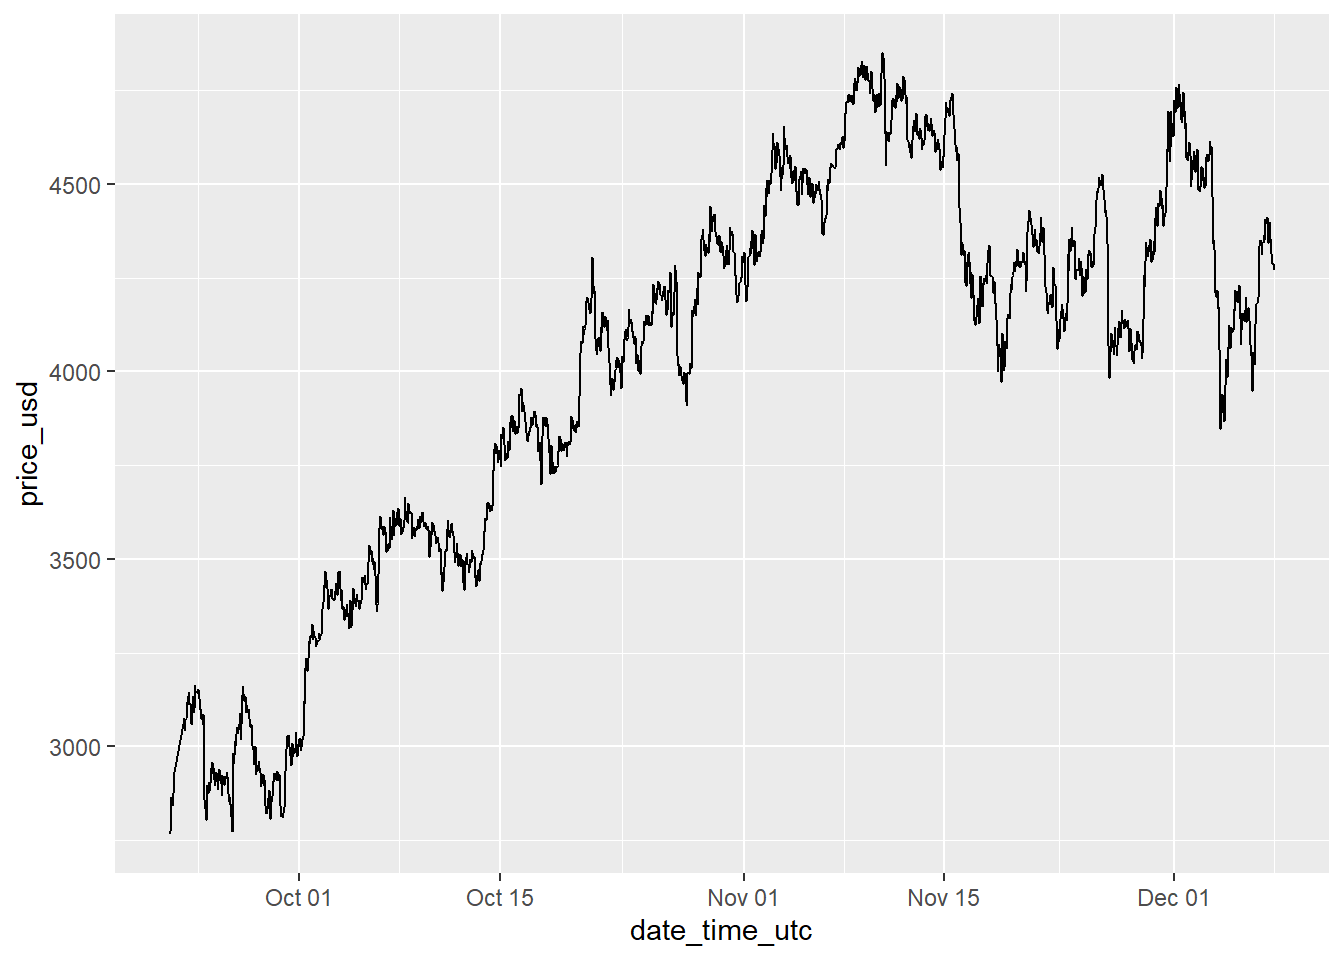 4500
4000
3500
3000
price_usd
Oct 01
Oct 15
Nov 01
Nov 15
Dec 01
date_time_utc